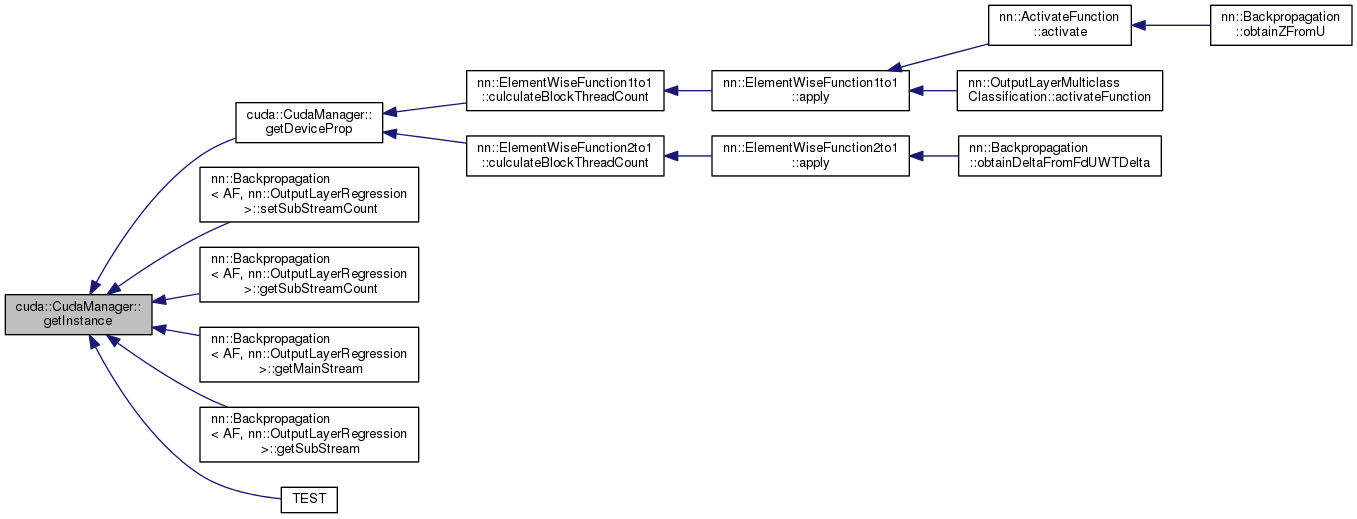 nn::ActivateFunction
::activate
nn::Backpropagation
::obtainZFromU
nn::ElementWiseFunction1to1
::culculateBlockThreadCount
nn::ElementWiseFunction1to1
::apply
nn::OutputLayerMulticlass
Classification::activateFunction
cuda::CudaManager::
getDeviceProp
nn::ElementWiseFunction2to1
::culculateBlockThreadCount
nn::ElementWiseFunction2to1
::apply
nn::Backpropagation
::obtainDeltaFromFdUWTDelta
nn::Backpropagation
< AF, nn::OutputLayerRegression
>::setSubStreamCount
nn::Backpropagation
< AF, nn::OutputLayerRegression
>::getSubStreamCount
cuda::CudaManager::
getInstance
nn::Backpropagation
< AF, nn::OutputLayerRegression
>::getMainStream
nn::Backpropagation
< AF, nn::OutputLayerRegression
>::getSubStream
TEST